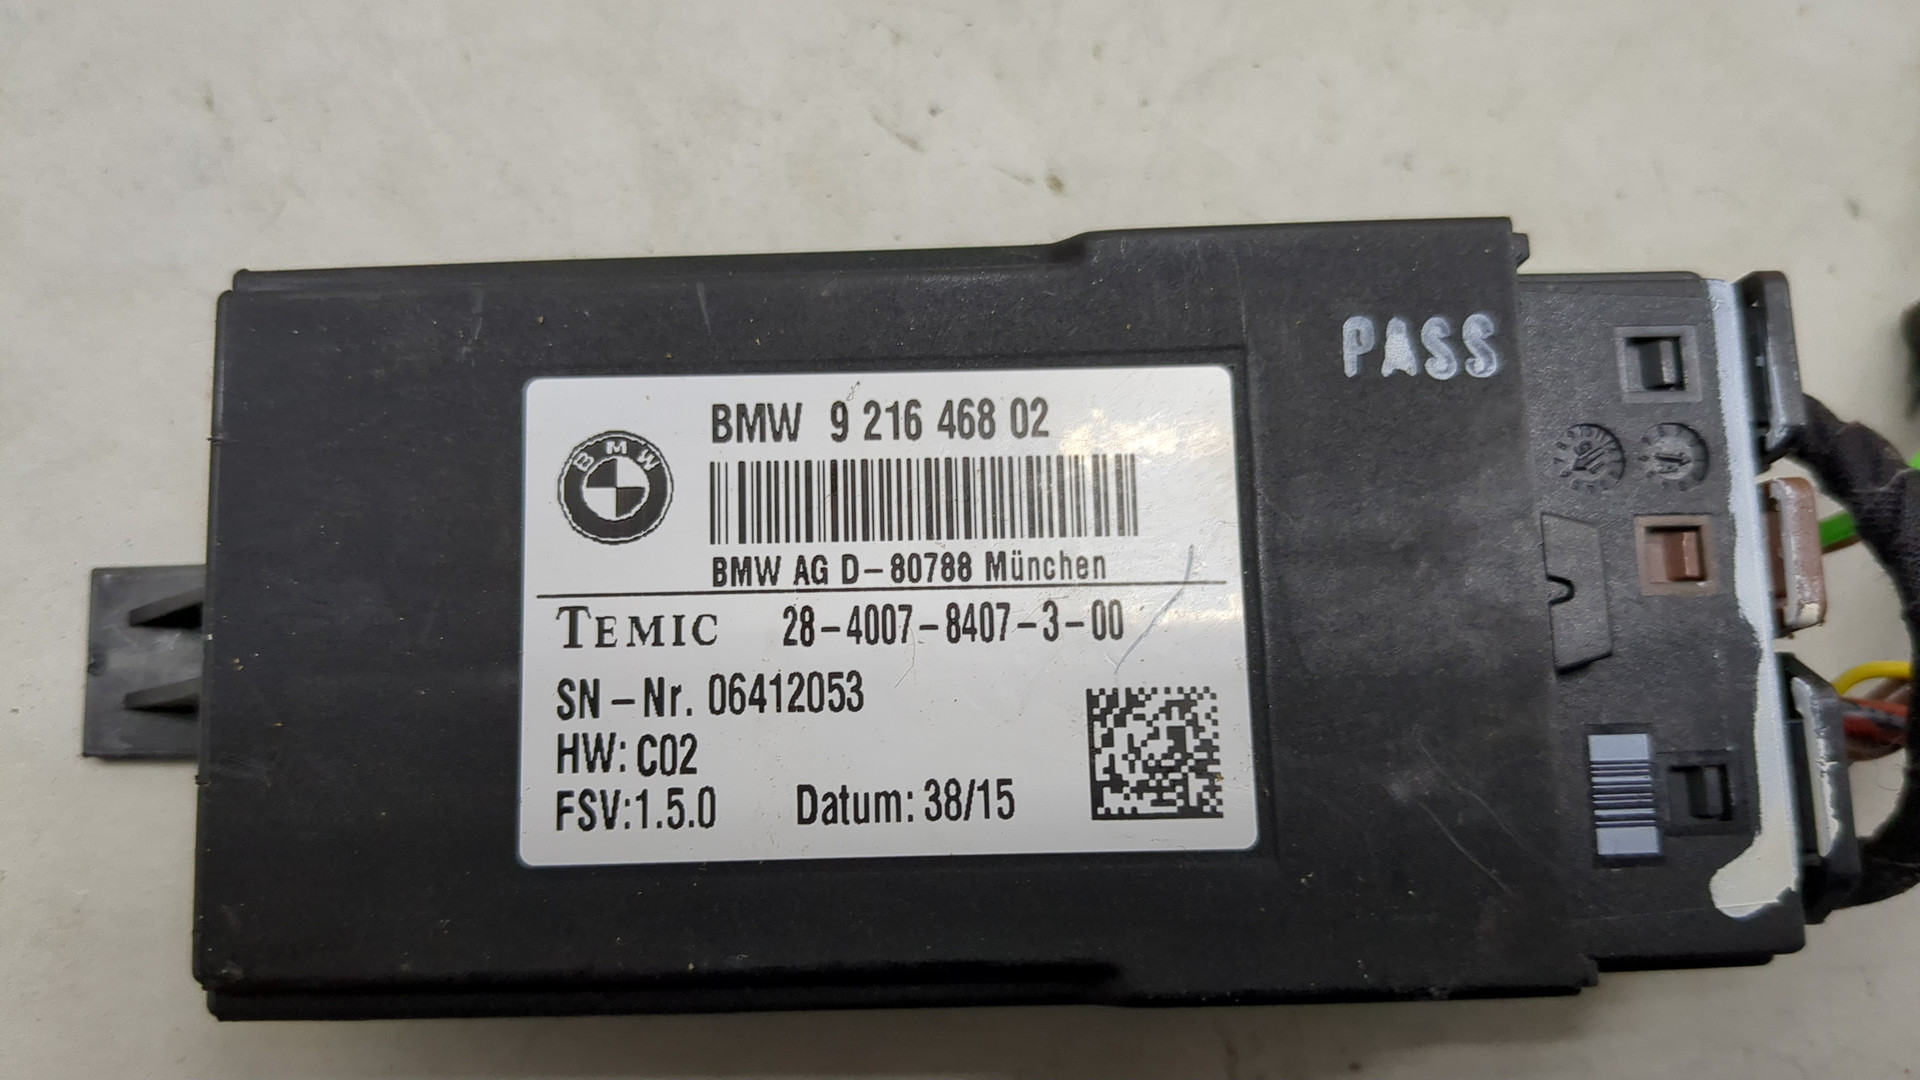 PASS
BMW 9 216 468 02
BMW
BMW AG D-80788 München
TEMIC 28-4007-8407-3-00
SN-Nr. 06412053
HW: C02
FSV:1.5.0 Datum: 38/15